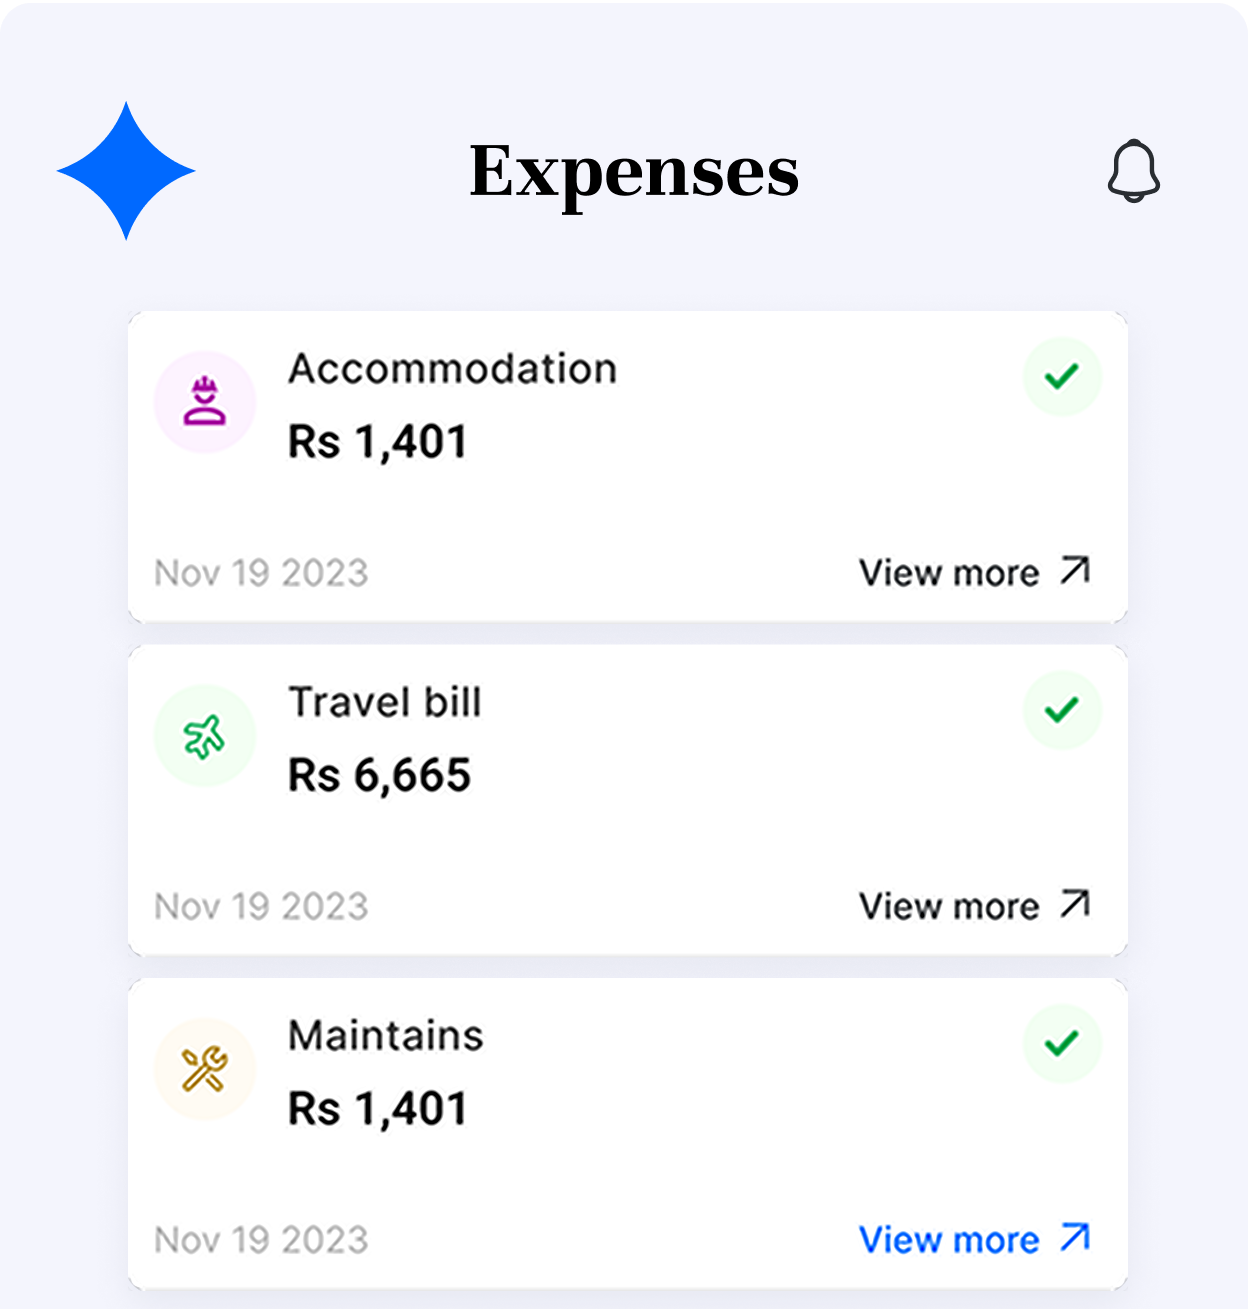 Expenses
Accommodation
Rs 1,401
Nov 19 2023
View more
Travel bill
Rs 6,665
Nov 19 2023
View more
Maintains
Rs 1,401
Nov 19 2023
View more